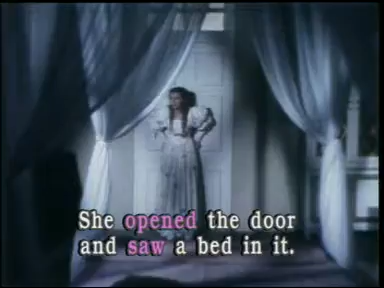 She opened the door
and saw a bed in it.